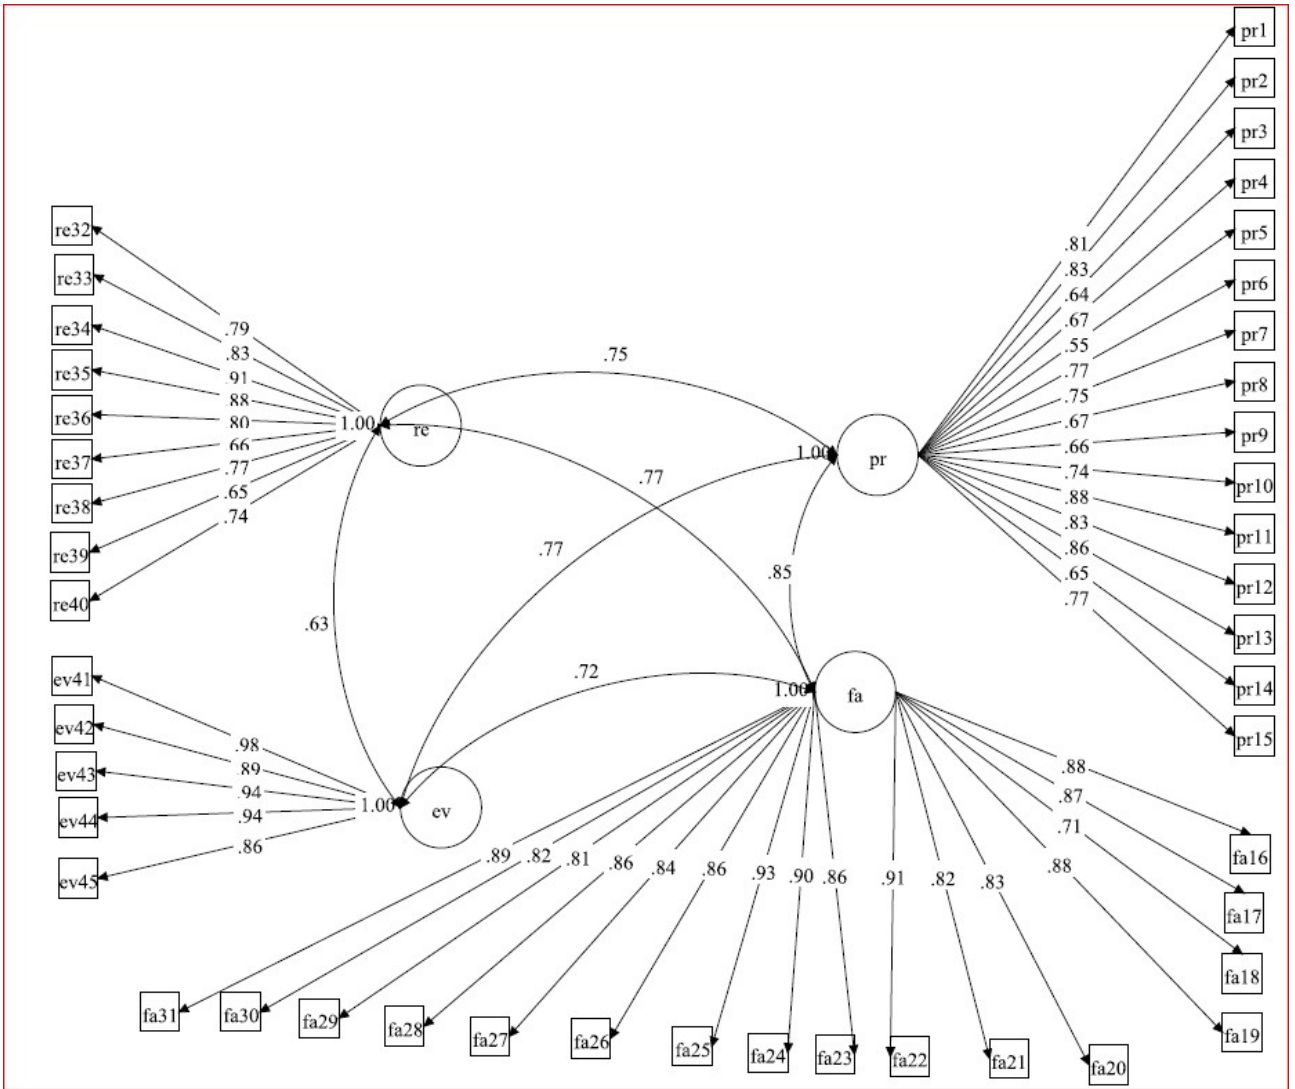 pr1
pr2
pr3
pr4
pr5
pr6
pr7
pr8
pr9
pr10
pr11
pr12
pr13
pr14
pr15
.81
.83
.64
.67
.55
.77
.75
.67
.66
.74
.88
.83
.86
.65
.77
re32
re33
re34
re35
re36
re37
re38
re39
re40
.79
.83
.91
.88
.80
.66
.77
.65
.74
1.00
re
.75
1.00
pr
.77
.77
.85
.63
.72
ev41
ev42
ev43
ev44
ev45
.98
.89
.94
.94
.86
1.00
ev
1.00
fa
.89
.82
.81
.86
.84
.86
.93
.90
.86
.91
.82
.83
.88
.71
.87
.88
fa16
fa17
fa18
fa19
fa31
fa30
fa29
fa28
fa27
fa26
fa25
fa24
fa23
fa22
fa21
fa20